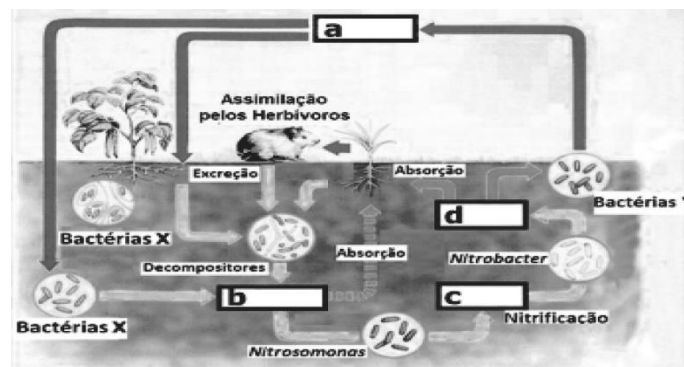 a
Assimilação
pelos Herbívoros
Excreção
Absorção
Bactérias
Bactérias X
d
Absorção
Nitrobacter
Decompositores
b
c
Bactérias X
Nitrificação
Nitrosomonas